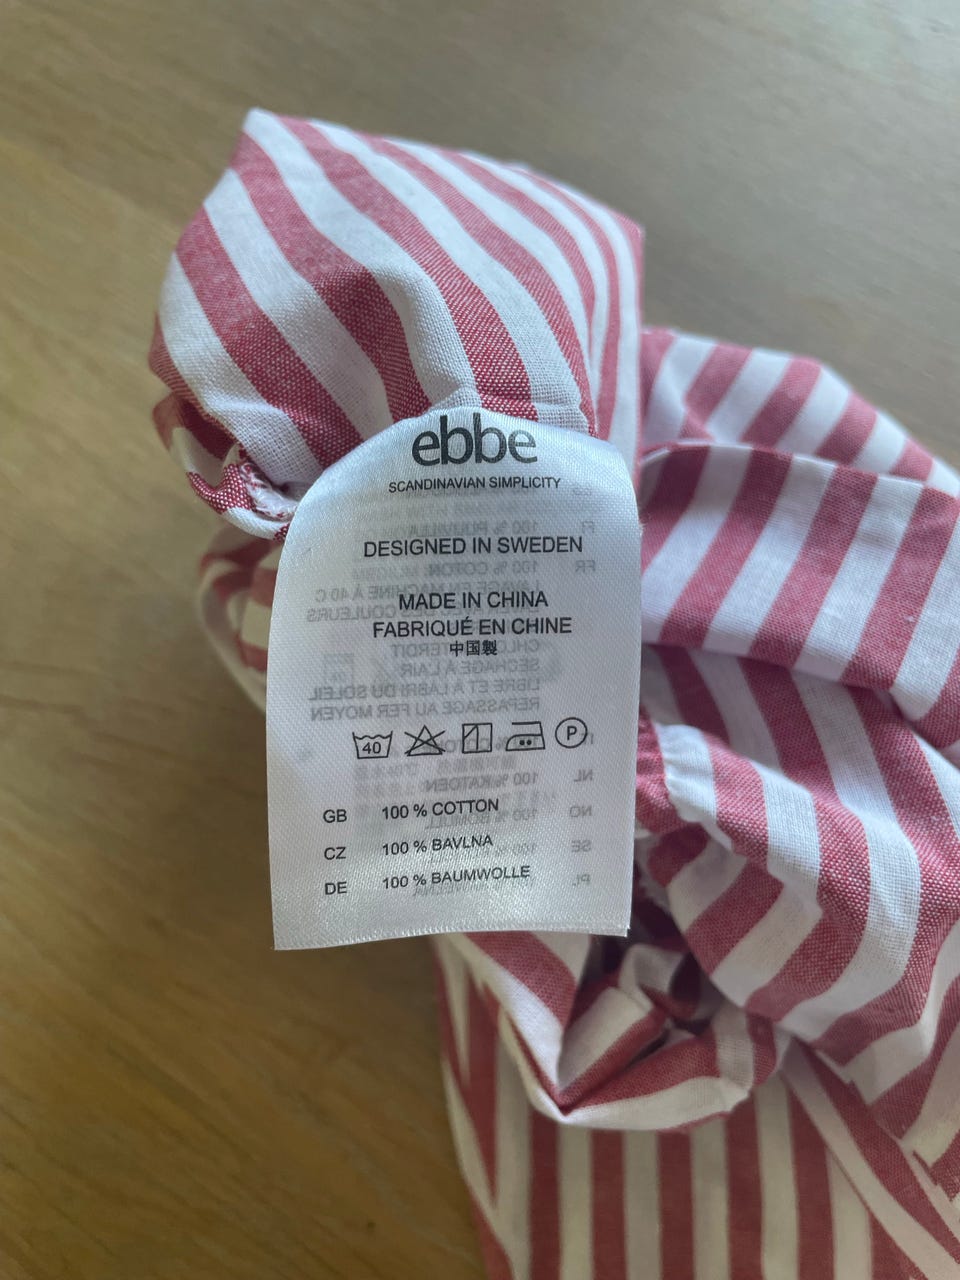 ebbe
SCANDINAVIAN SIMPLICITY
DESIGNED IN SWEDEN
MADE IN CHINA
FABRIQUÉ EN CHINE
中国製
40 P
GB 100 % COTTON
CZ 100 % BAVLNA
DE 100 % BAUMWOLLE